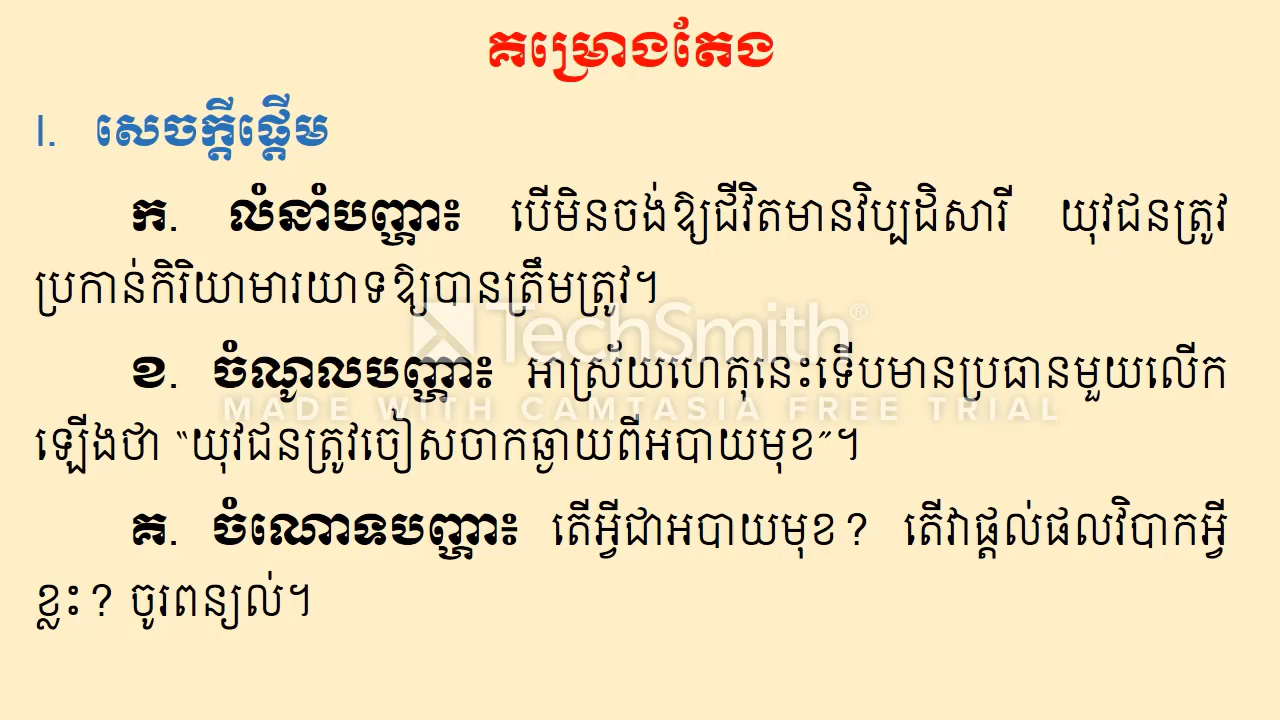 គម្រោងតែង
I. សេចក្ដីផ្ដើម
ក. លំនាំបញ្ហា៖ បើមិនចង់ឱ្យជីវិតមានវិប្បដិសារី យុវជនត្រូវ
ប្រកាន់កិរិយាមារយាទឱ្យបានត្រឹមត្រូវ។
TechSmith®
ខ. ចំណូលបញ្ហា៖ អាស្រ័យហេតុនេះទើបមានប្រធានមួយលើក
MADE WITH CAMTASIA FREE TRIAL
ឡើងថា “យុវជនត្រូវចៀសចាកឆ្ងាយពីអបាយមុខ”។
គ. ចំណោទបញ្ហា៖ តើអ្វីជាអបាយមុខ? តើវាផ្ដល់ផលវិបាកអ្វី
ខ្លះ? ចូរពន្យល់។